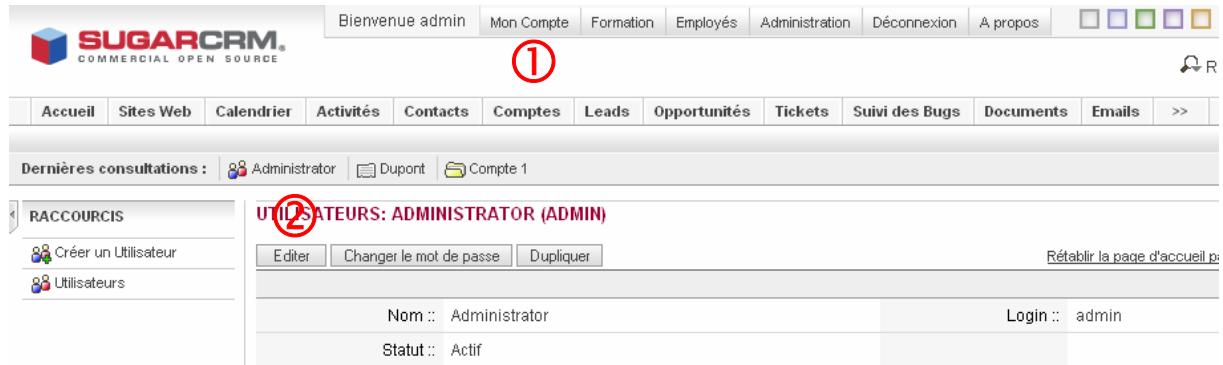 Bienvenue admin Mon Compte Formation Employés Administration Déconnexion A propos
SUGARCRM®
COMMERCIAL OPEN SOURCE
①
R
Accueil Sites Web Calendrier Activités Contacts Comptes Leads Opportunités Tickets Suivi des Bugs Documents Emails >>
Dernières consultations : Administrator Dupont Compte 1
RACCOURCIS
Créer un Utilisateur
Utilisateurs
UTILISATEURS: ADMINISTRATOR (ADMIN)
②
Editer Changer le mot de passe Dupliquer Rétablir la page d'accueil pa
Nom :: Administrator Login :: admin
Statut :: Actif